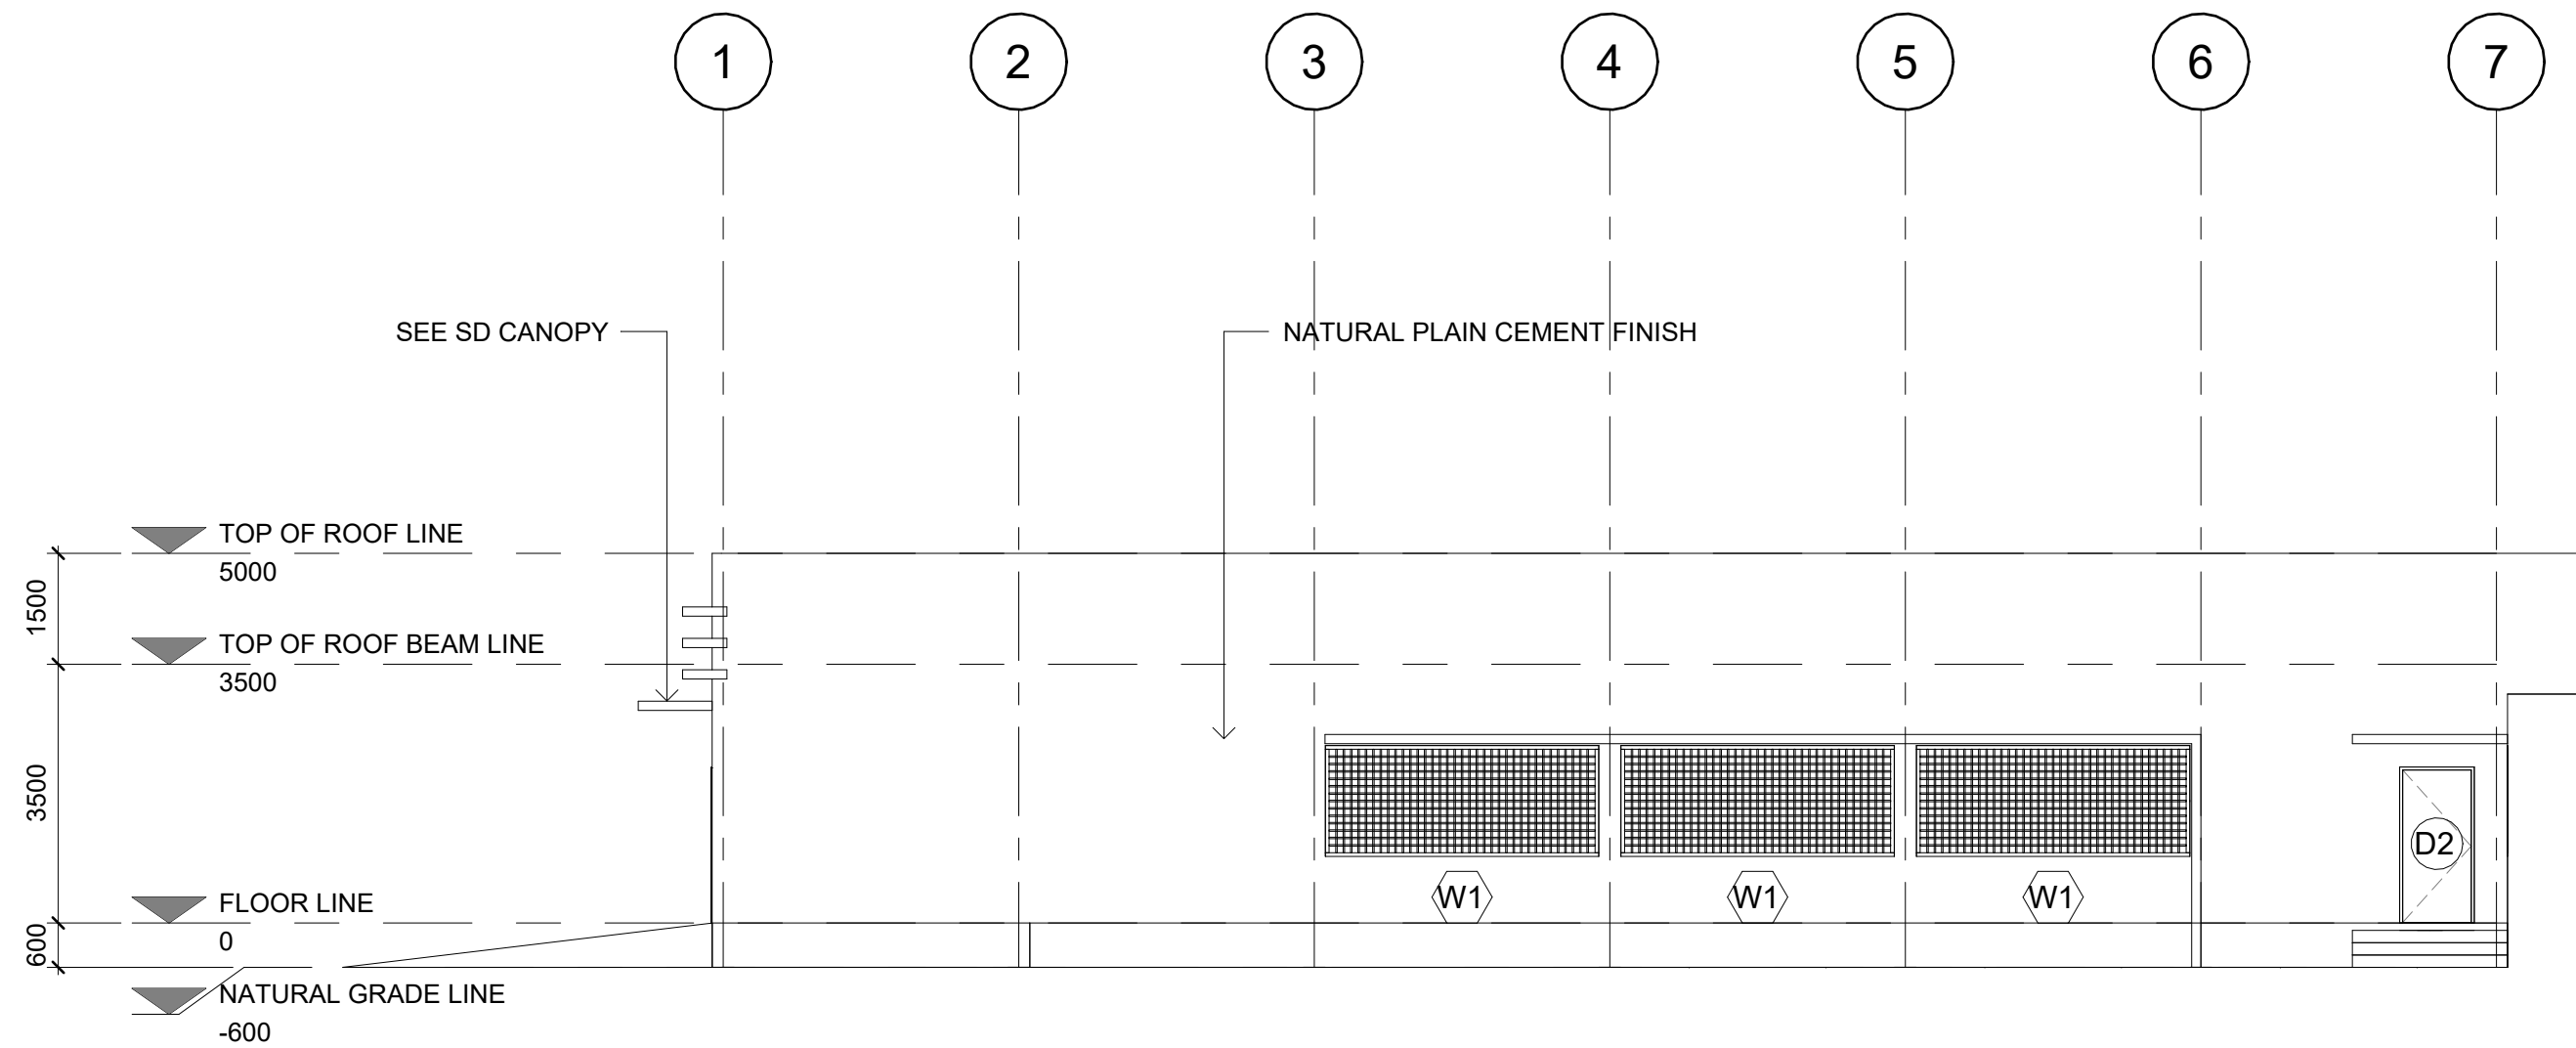 1 2 3 4 5 6 7
SEE SD CANOPY
NATURAL PLAIN CEMENT FINISH
TOP OF ROOF LINE
5000
1500
TOP OF ROOF BEAM LINE
3500
3500
D2
W1 W1 W1
FLOOR LINE
0
600
NATURAL GRADE LINE
-600